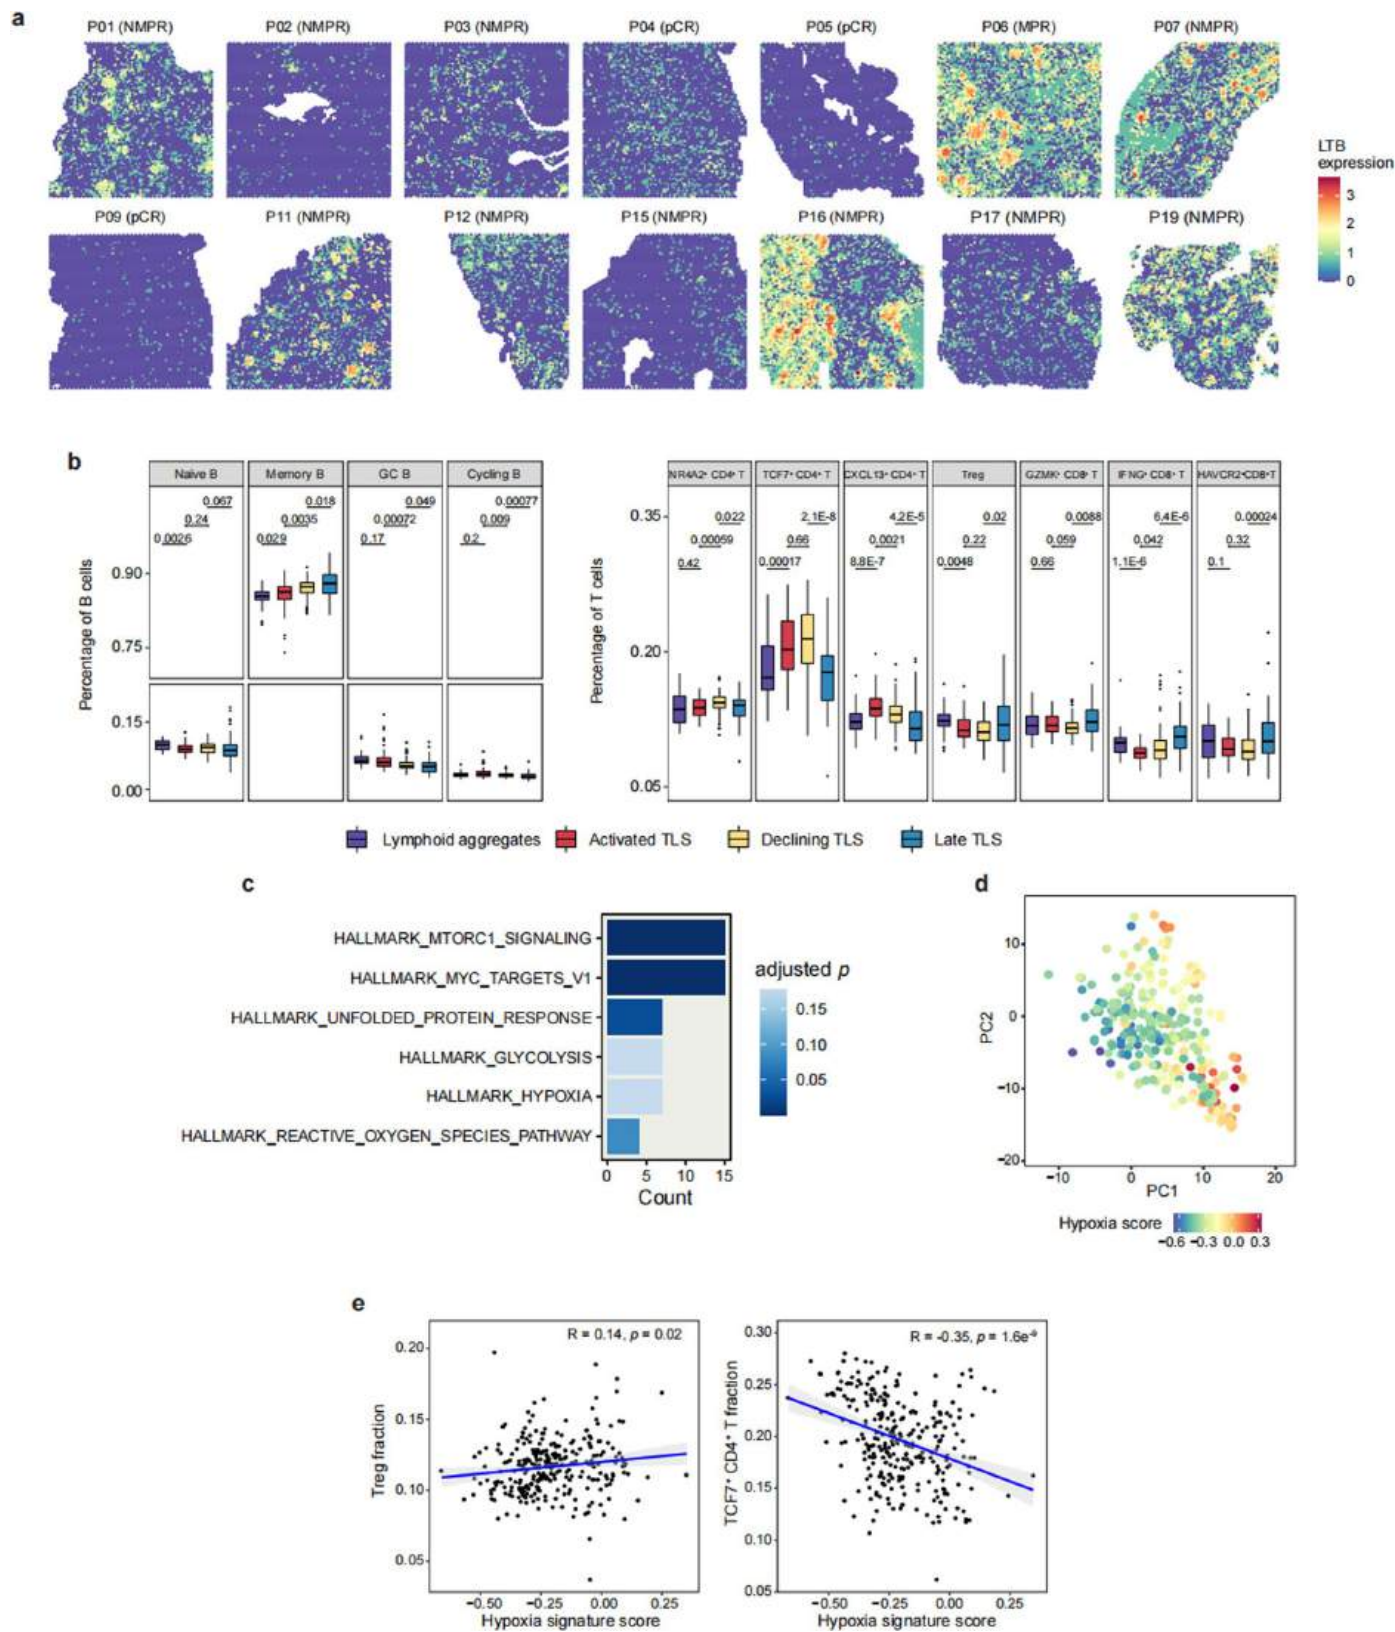 a
P01 (NMPR) P02 (NMPR) P03 (NMPR) P04 (pCR) P05 (pCR) P06 (MPR) P07 (NMPR)
LTB
expression
3
2
1
0
P09 (pCR) P11 (NMPR) P12 (NMPR) P15 (NMPR) P16 (NMPR) P17 (NMPR) P19 (NMPR)
b
Percentage of B cells
Naive B Memory B GC B Cycling B
0.067 0.018 0.049 0.00077
0.24 0.0035 0.00072 0.009
0.0026 0.029 0.17 0.2
0.90
0.75
0.15
0.00
Percentage of T cells
NR4A2⁺ CD4⁺ T TCF7⁺ CD4⁺ T CXCL13⁺ CD4⁺ T Treg GZMK⁺ CD8⁺ T IFNG⁺ CD8⁺ T HAVCR2⁺CD8⁺T
0.35
0.20
0.05
0.022 2.1E-8 4.2E-5 0.02 0.0088 6.4E-6 0.00024
0.00059 0.66 0.0021 0.22 0.059 0.042 0.32
0.42 0.00017 8.8E-7 0.0048 0.66 1.1E-6 0.1
Lymphoid aggregates Activated TLS Declining TLS Late TLS
c
HALLMARK_MTORC1_SIGNALING
HALLMARK_MYC_TARGETS_V1
HALLMARK_UNFOLDED_PROTEIN_RESPONSE
HALLMARK_GLYCOLYSIS
HALLMARK_HYPOXIA
HALLMARK_REACTIVE_OXYGEN_SPECIES_PATHWAY
0 5 10 15
Count
adjusted p
0.15
0.10
0.05
d
PC2
10
0
−10
−20
−10 0 10 20
PC1
Hypoxia score
−0.6 −0.3 0.0 0.3
e
Treg fraction
R = 0.14, p = 0.02
0.20
0.15
0.10
0.05
−0.50 −0.25 0.00 0.25
Hypoxia signature score
TCF7⁺ CD4⁺ T fraction
R = -0.35, p = 1.6e⁻⁹
0.30
0.25
0.20
0.15
0.10
0.05
−0.50 −0.25 0.00 0.25
Hypoxia signature score